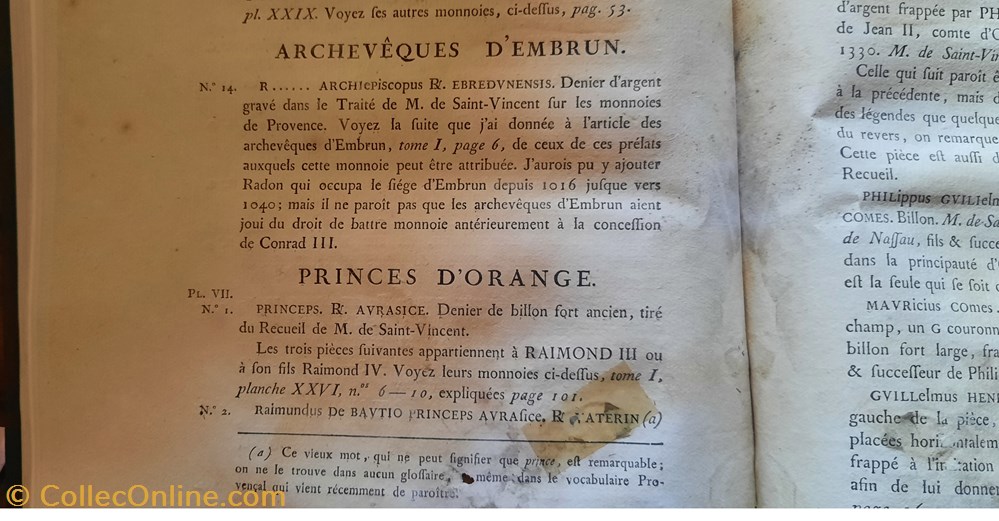 pl. XXIX. Voyez ſes autres monnoies, ci-deſſus, pag. 53.
ARCHEVÊQUES D'EMBRUN.
N.º 14. R...... ARCHIepiscopus ℟. EBREDVNENSIS. Denier d'argent
gravé dans le Traité de M. de Saint-Vincent ſur les monnoies
de Provence. Voyez la ſuite que j'ai donnée à l'article des
archevêques d'Embrun, tome I, page 6, de ceux de ces prélats
auxquels cette monnoie peut être attribuée. J'aurois pu y ajouter
Radon qui occupa le ſiége d'Embrun depuis 1016 juſque vers
1040; mais il ne paroît pas que les archevêques d'Embrun aient
joui du droit de battre monnoie antérieurement à la conceſſion
de Conrad III.
PRINCES D'ORANGE.
PL. VII.
N.º 1. PRINCEPS. ℟. AVRASICE. Denier de billon fort ancien, tiré
du Recueil de M. de Saint-Vincent.
Les trois pièces ſuivantes appartiennent à RAIMOND III ou
à ſon fils Raimond IV. Voyez leurs monnoies ci-deſſus, tome I,
planche XXVI, n.os 6—10, expliquées page 101.
N.º 2. Raimundus De BAVTIO PRINCEPS AVRAſice. ℟ ATERIN (a)
(a) Ce vieux mot, qui ne peut ſignifier que prince, eſt remarquable;
on ne le trouve dans aucun gloſſaire, même dans le vocabulaire Pro-
vençal qui vient récemment de paroître.
d'argent frappée par PH
de Jean II, comte d'
1330. M. de Saint-Vin
Celle qui ſuit paroît ê
à la précédente, mais d
des légendes que quelque
du revers, on remarque
Cette pièce eſt auſſi d
Recueil.
PHILippus GVILIelm
COMES. Billon. M. de Sa
de Naſſau, fils & ſucce
dans la principauté d'
eſt la ſeule qui ſe ſoit
MAVRicius COMES.
champ, un G couronn
billon fort large, fra
& ſucceſſeur de Phili
GVILLelmus HEN
gauche de la pièce,
placées horizontalem
frappé à l'imitation
afin de lui donner
© CollecOnline.com